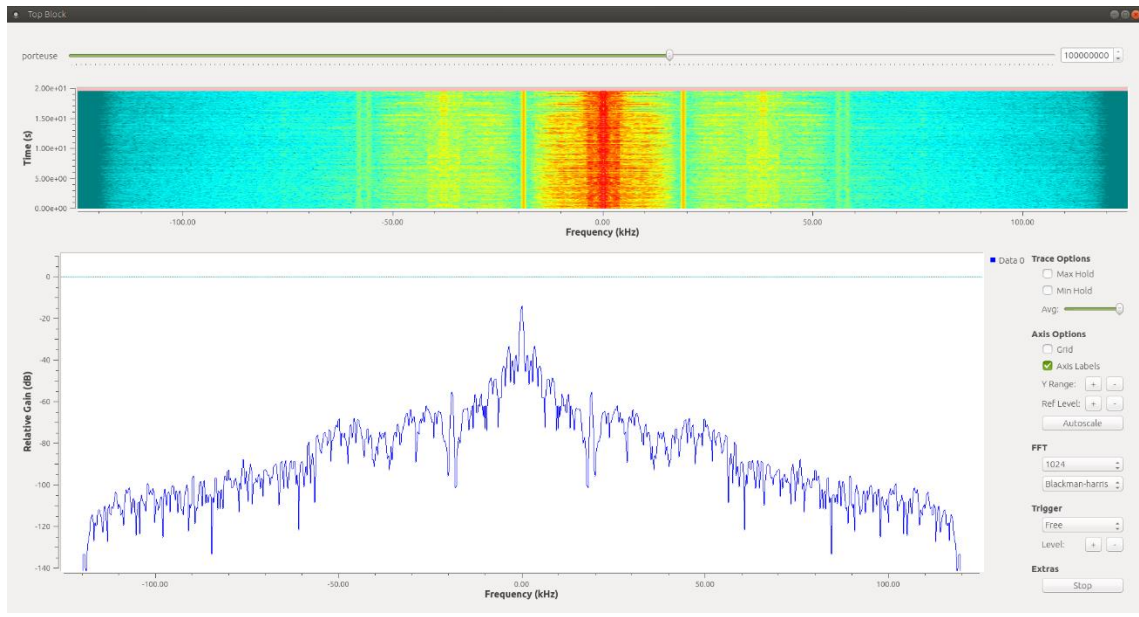 Top Block
porteuse
100000000
2.00e+01
1.50e+01
1.00e+01
5.00e+00
0.00e+00
Time (s)
-100.00 -50.00 0.00 50.00 100.00
Frequency (kHz)
Data 0
0
-20
-40
-60
-80
-100
-120
-140
Relative Gain (dB)
-100.00 -50.00 0.00 50.00 100.00
Frequency (kHz)
Trace Options
Max Hold
Min Hold
Avg:
Axis Options
Grid
Axis Labels
Y Range: + -
Ref Level: + -
Autoscale
FFT
1024
Blackman-harris
Trigger
Free
Level: + -
Extras
Stop